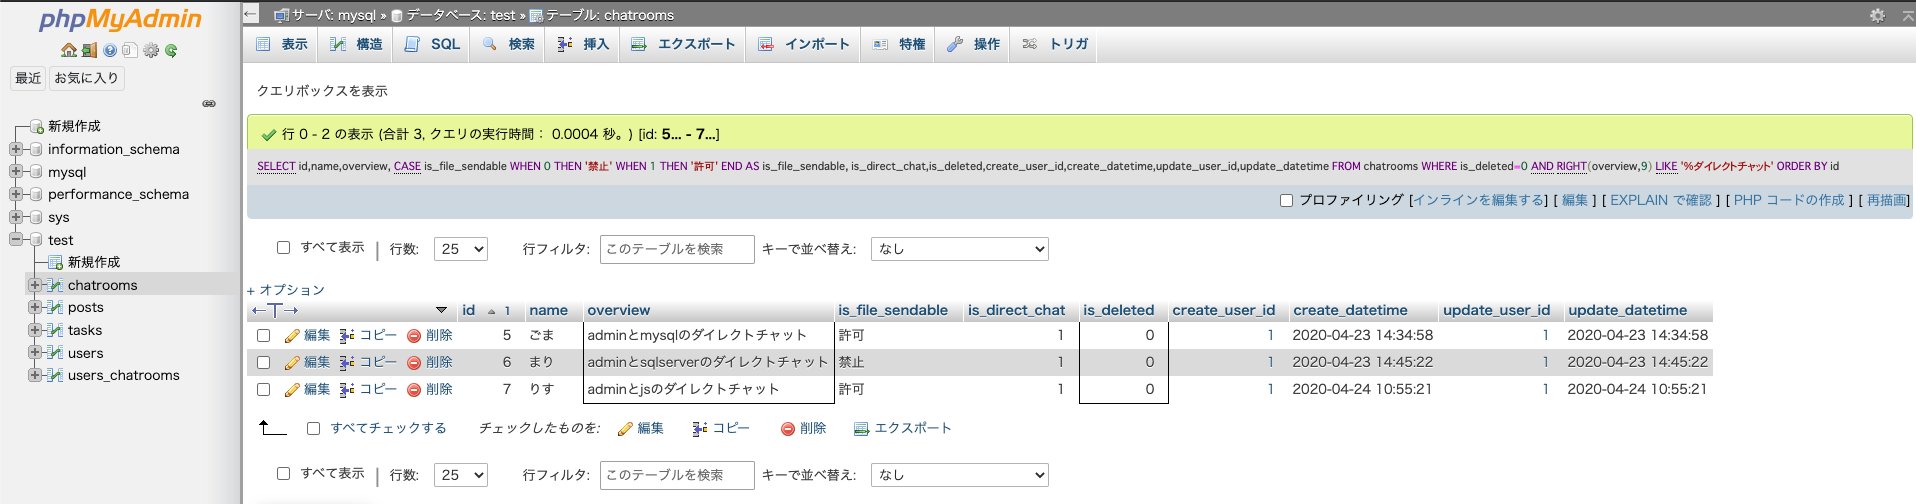 phpMyAdmin
最近 お気に入り
新規作成
information_schema
mysql
performance_schema
sys
test
新規作成
chatrooms
posts
tasks
users
users_chatrooms
サーバ: mysql » データベース: test » テーブル: chatrooms
表示 構造 SQL 検索 挿入 エクスポート インポート 特権 操作 トリガ
クエリボックスを表示
行 0 - 2 の表示 (合計 3, クエリの実行時間： 0.0004 秒。) [id: 5... - 7...]
SELECT id,name,overview, CASE is_file_sendable WHEN 0 THEN '禁止' WHEN 1 THEN '許可' END AS is_file_sendable, is_direct_chat,is_deleted,create_user_id,create_datetime,update_user_id,update_datetime FROM chatrooms WHERE is_deleted=0 AND RIGHT(overview,9) LIKE '%ダイレクトチャット' ORDER BY id
プロファイリング [インラインを編集する] [ 編集 ] [ EXPLAIN で確認 ] [ PHP コードの作成 ] [ 再描画]
すべて表示 | 行数: 25 行フィルタ: このテーブルを検索 キーで並べ替え: なし
+ オプション
←T→ id 1 name overview is_file_sendable is_direct_chat is_deleted create_user_id create_datetime update_user_id update_datetime
編集 コピー 削除 5 ごま adminとmysqlのダイレクトチャット 許可 1 0 1 2020-04-23 14:34:58 1 2020-04-23 14:34:58
編集 コピー 削除 6 まり adminとsqlserverのダイレクトチャット 禁止 1 0 1 2020-04-23 14:45:22 1 2020-04-23 14:45:22
編集 コピー 削除 7 りす adminとjsのダイレクトチャット 許可 1 0 1 2020-04-24 10:55:21 1 2020-04-24 10:55:21
すべてチェックする チェックしたものを: 編集 コピー 削除 エクスポート
すべて表示 | 行数: 25 行フィルタ: このテーブルを検索 キーで並べ替え: なし